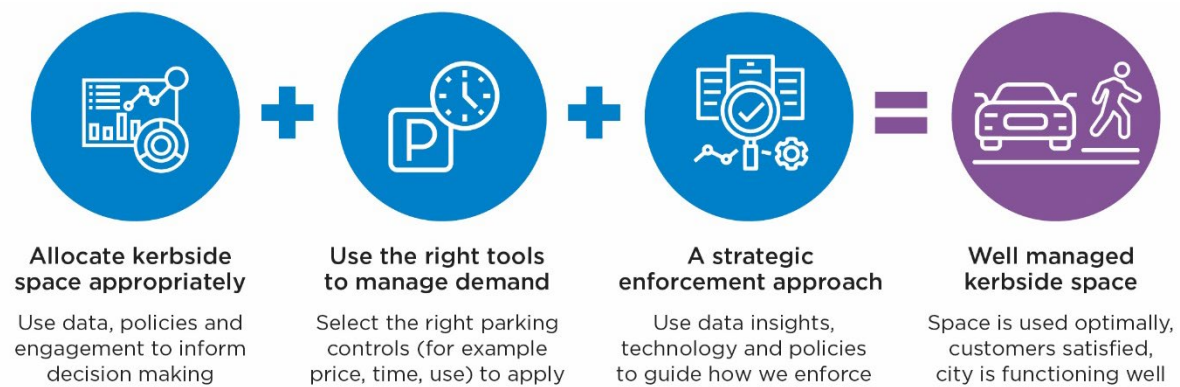 P
Allocate kerbside
space appropriately
Use data, policies and
engagement to inform
decision making
Use the right tools
to manage demand
Select the right parking
controls (for example
price, time, use) to apply
A strategic
enforcement approach
Use data insights,
technology and policies
to guide how we enforce
Well managed
kerbside space
Space is used optimally,
customers satisfied,
city is functioning well